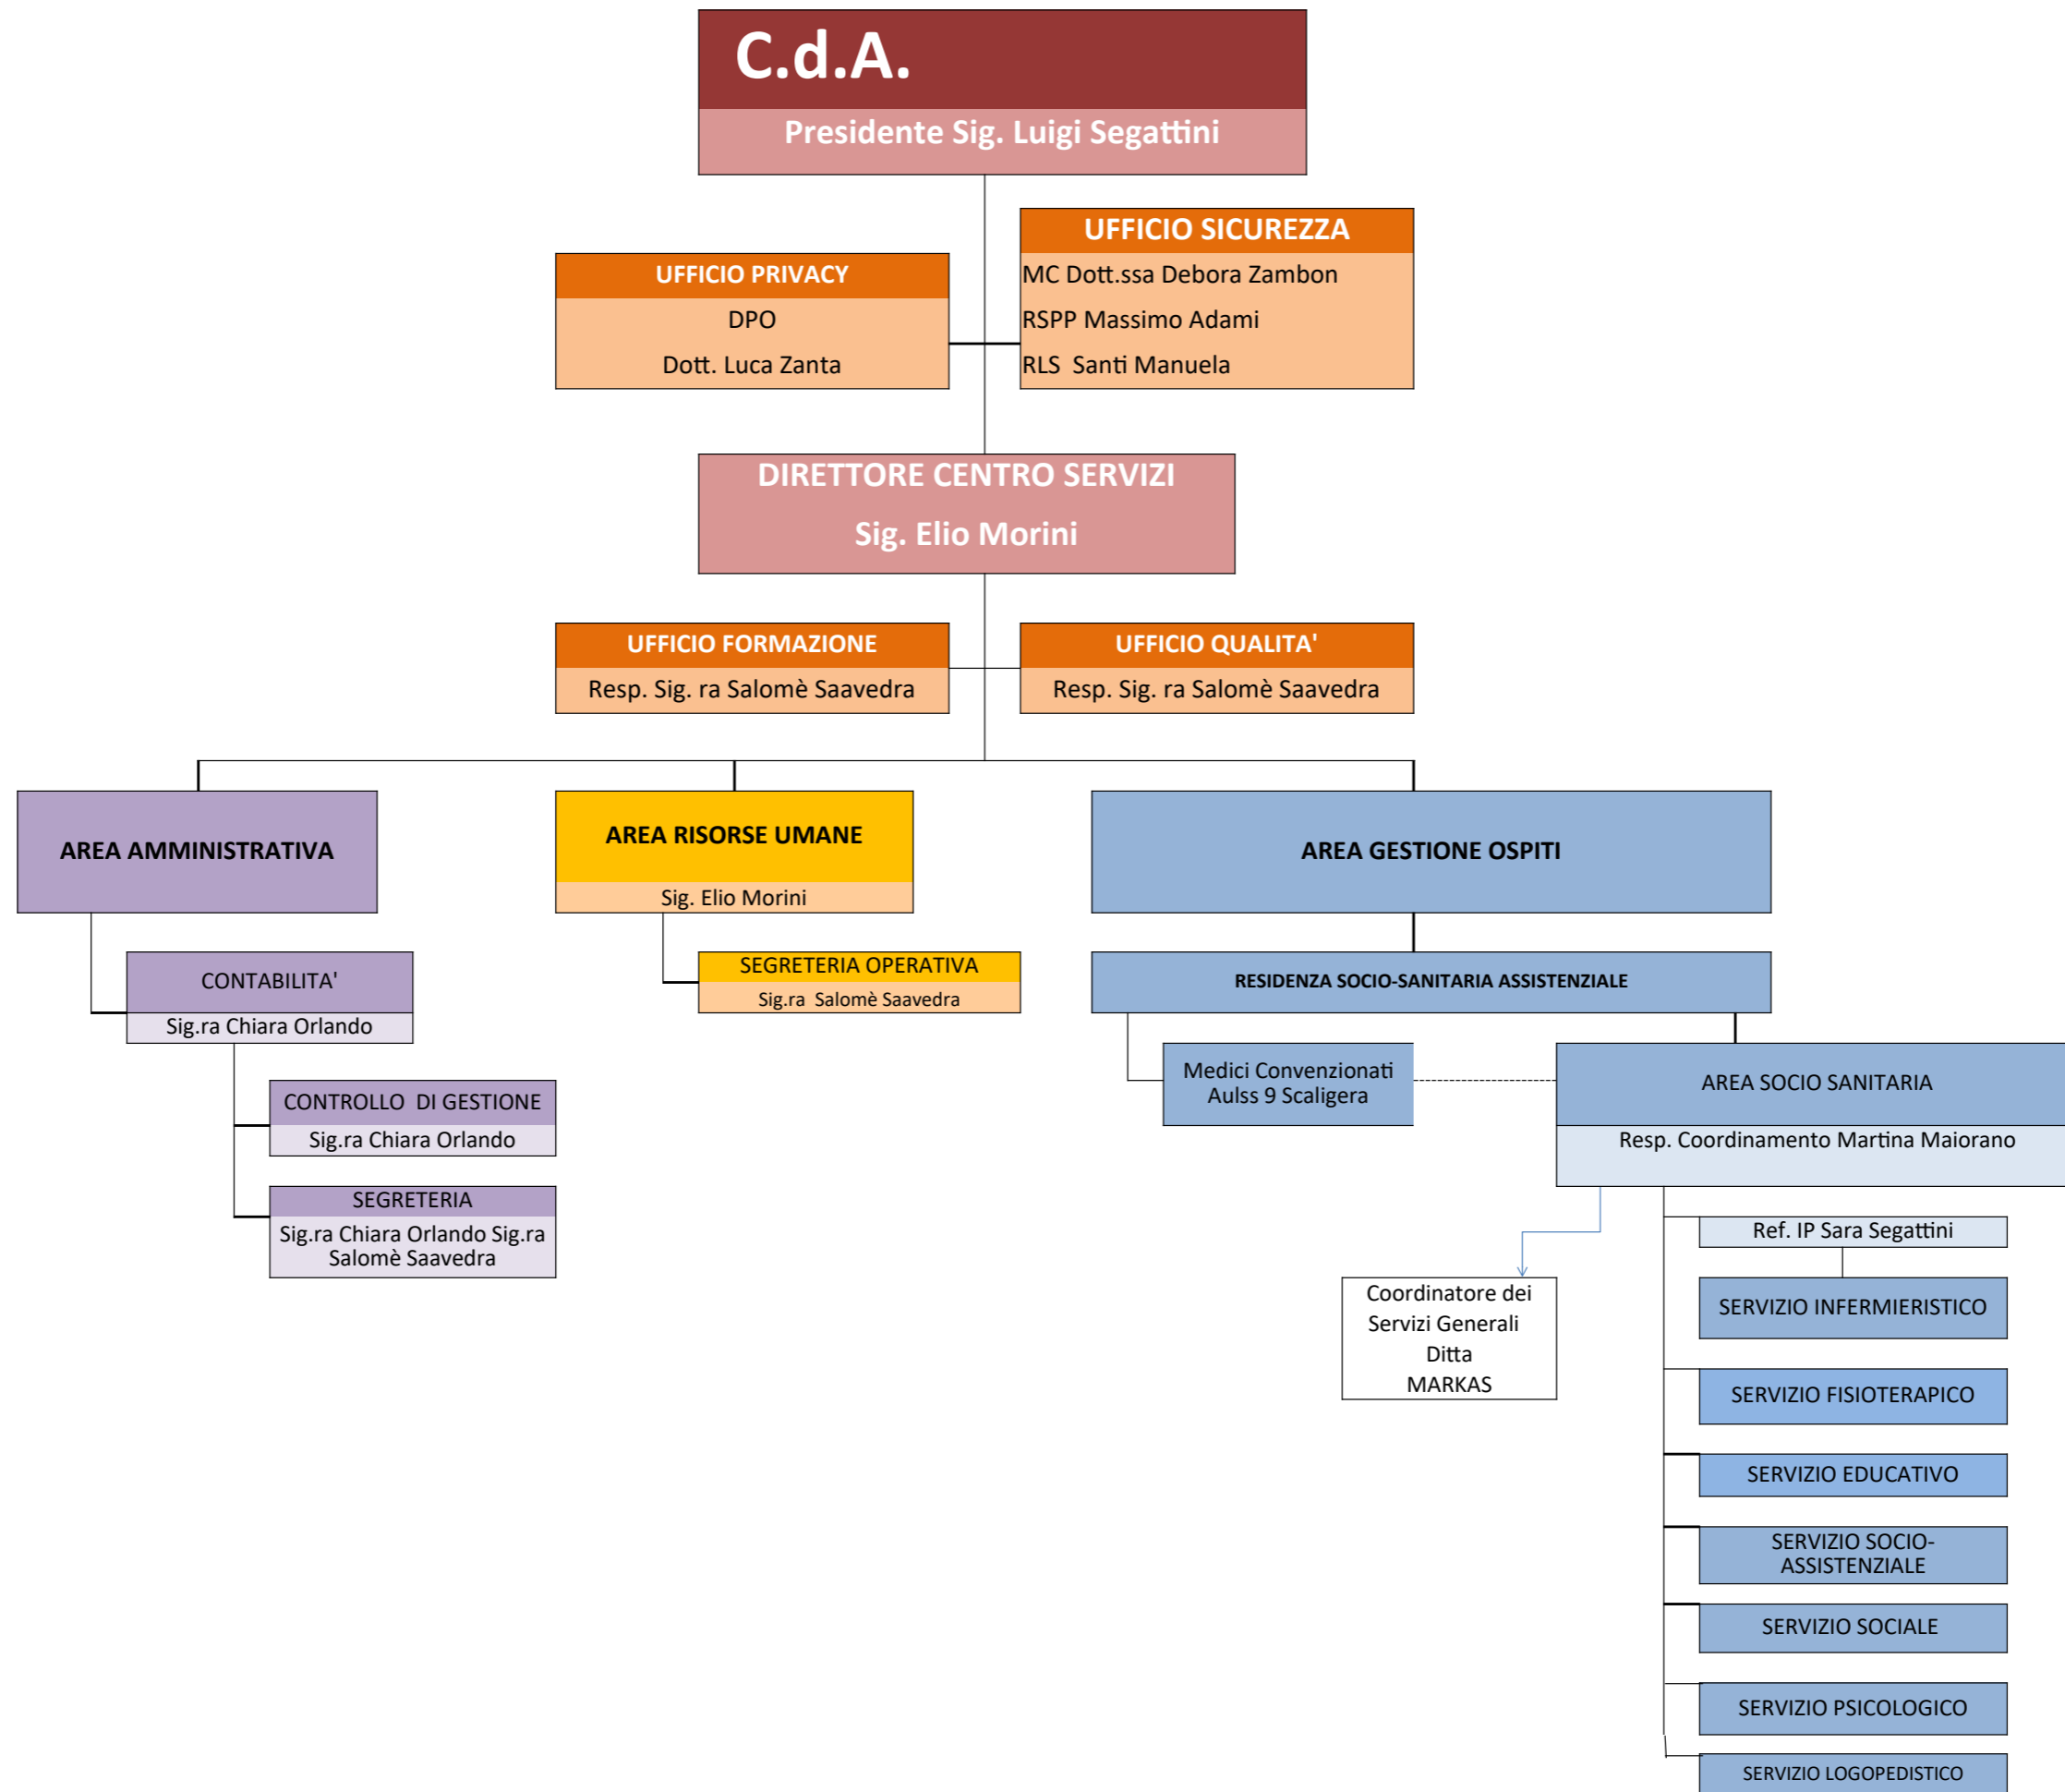 C.d.A.
Presidente Sig. Luigi Segattini
UFFICIO SICUREZZA
MC Dott.ssa Debora Zambon
RSPP Massimo Adami
RLS  Santi Manuela
UFFICIO PRIVACY
DPO
Dott. Luca Zanta
DIRETTORE CENTRO SERVIZI
Sig. Elio Morini
UFFICIO FORMAZIONE
Resp. Sig. ra Salomè Saavedra
UFFICIO QUALITA'
Resp. Sig. ra Salomè Saavedra
AREA AMMINISTRATIVA
CONTABILITA'
Sig.ra Chiara Orlando
CONTROLLO  DI GESTIONE
Sig.ra Chiara Orlando
SEGRETERIA
Sig.ra Chiara Orlando Sig.ra
Salomè Saavedra
AREA RISORSE UMANE
Sig. Elio Morini
SEGRETERIA OPERATIVA
Sig.ra  Salomè Saavedra
AREA GESTIONE OSPITI
RESIDENZA SOCIO-SANITARIA ASSISTENZIALE
Medici Convenzionati
Aulss 9 Scaligera
AREA SOCIO SANITARIA
Resp. Coordinamento Martina Maiorano
Coordinatore dei
Servizi Generali
Ditta
MARKAS
Ref. IP Sara Segattini
SERVIZIO INFERMIERISTICO
SERVIZIO FISIOTERAPICO
SERVIZIO EDUCATIVO
SERVIZIO SOCIO-
ASSISTENZIALE
SERVIZIO SOCIALE
SERVIZIO PSICOLOGICO
SERVIZIO LOGOPEDISTICO